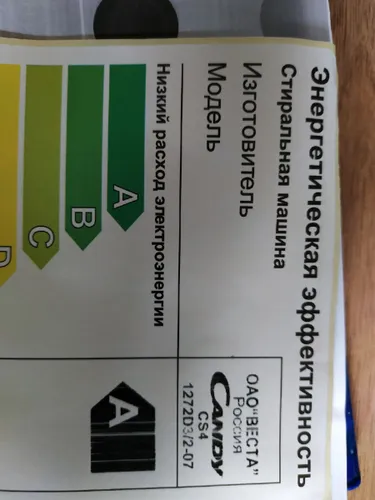 Энергетическая эффективность
Стиральная машина
Изготовитель
ОАО"ВЕСТА"
РОССИЯ
Модель
CANDY
CS4
1272D3/2-07
Низкий расход электроэнергии
A
A
B
C
D